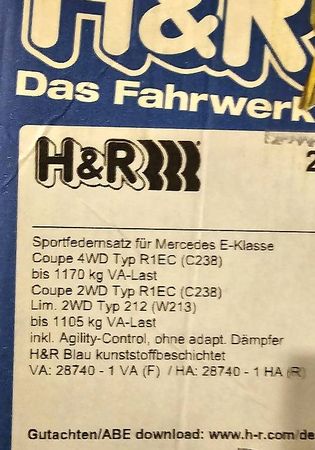 H&R
Das Fahrwerk
H&R
2
Sportfedernsatz für Mercedes E-Klasse
Coupe 4WD Typ R1EC (C238)
bis 1170 kg VA-Last
Coupe 2WD Typ R1EC (C238)
Lim. 2WD Typ 212 (W213)
bis 1105 kg VA-Last
inkl. Agility-Control, ohne adapt. Dämpfer
H&R Blau kunststoffbeschichtet
VA: 28740 - 1 VA (F) / HA: 28740 - 1 HA (R)
Gutachten/ABE download: www.h-r.com/de